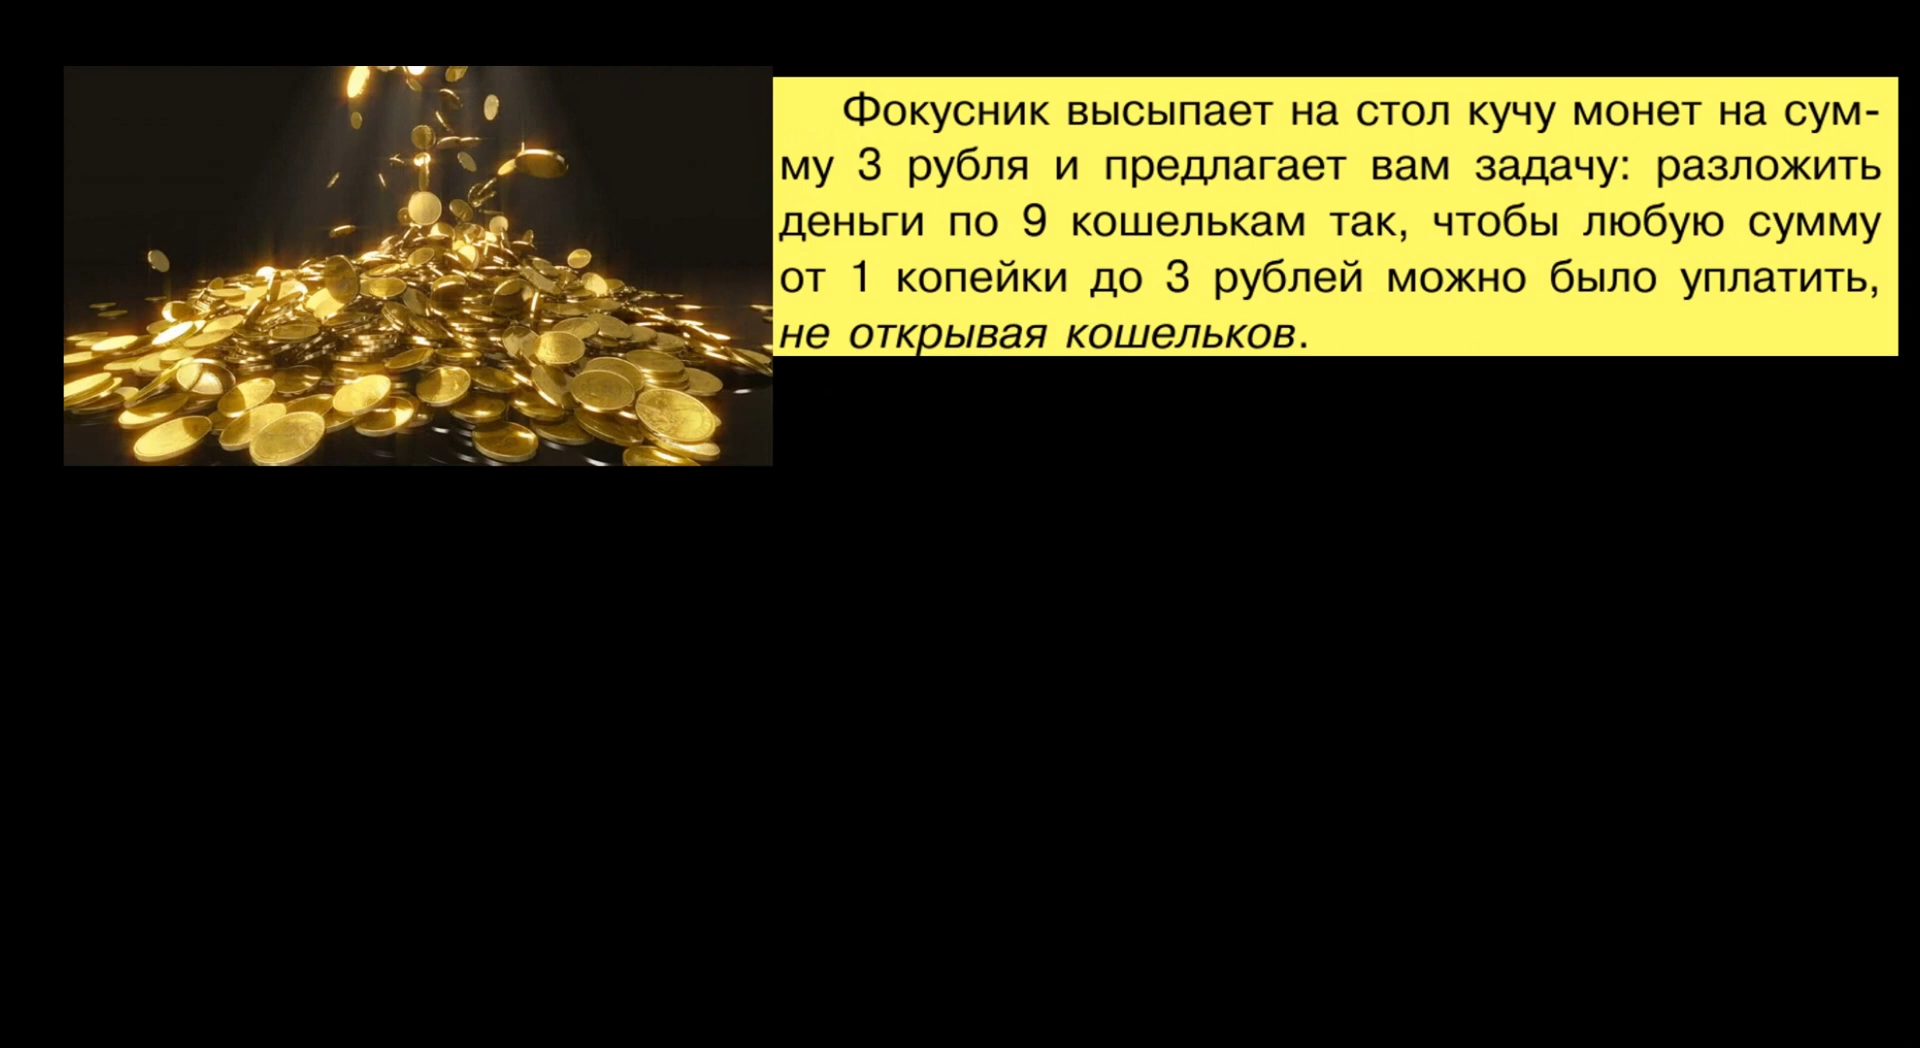 Фокусник высыпает на стол кучу монет на сум-
му 3 рубля и предлагает вам задачу: разложить
деньги по 9 кошелькам так, чтобы любую сумму
от 1 копейки до 3 рублей можно было уплатить,
не открывая кошельков.